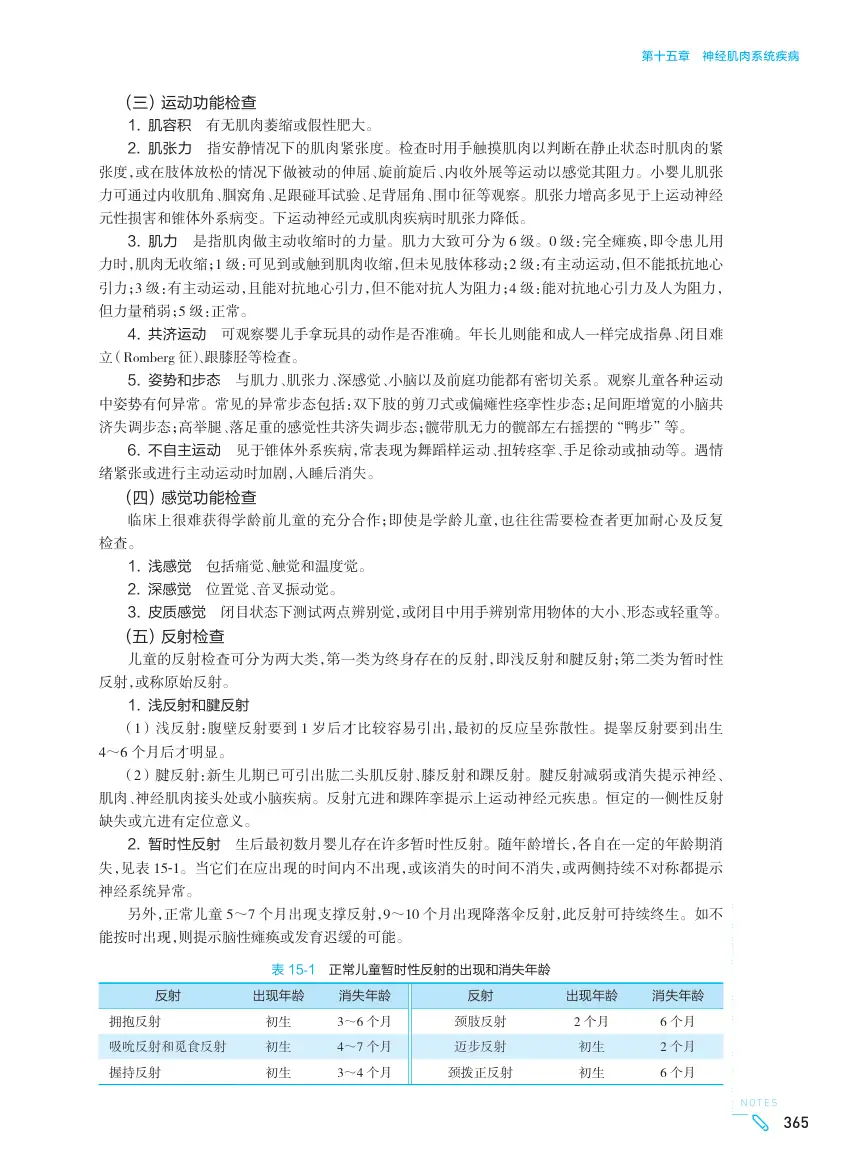 第十五章 神经肌肉系统疾病
（三）运动功能检查
1. 肌容积 有无肌肉萎缩或假性肥大。
2. 肌张力 指安静情况下的肌肉紧张度。检查时用手触摸肌肉以判断在静止状态时肌肉的紧
张度，或在肢体放松的情况下做被动的伸屈、旋前旋后、内收外展等运动以感觉其阻力。小婴儿肌张
力可通过内收肌角、腘窝角、足跟碰耳试验、足背屈角、围巾征等观察。肌张力增高多见于上运动神经
元性损害和锥体外系病变。下运动神经元或肌肉疾病时肌张力降低。
3. 肌力 是指肌肉做主动收缩时的力量。肌力大致可分为 6 级。0 级：完全瘫痪，即令患儿用
力时，肌肉无收缩；1 级：可见到或触到肌肉收缩，但未见肢体移动；2 级：有主动运动，但不能抵抗地心
引力；3 级：有主动运动，且能对抗地心引力，但不能对抗人为阻力；4 级：能对抗地心引力及人为阻力，
但力量稍弱；5 级：正常。
4. 共济运动 可观察婴儿手拿玩具的动作是否准确。年长儿则能和成人一样完成指鼻、闭目难
立（Romberg 征）、跟膝胫等检查。
5. 姿势和步态 与肌力、肌张力、深感觉、小脑以及前庭功能都有密切关系。观察儿童各种运动
中姿势有何异常。常见的异常步态包括：双下肢的剪刀式或偏瘫性痉挛性步态；足间距增宽的小脑共
济失调步态；高举腿、落足重的感觉性共济失调步态；髋带肌无力的髋部左右摇摆的“鸭步”等。
6. 不自主运动 见于锥体外系疾病，常表现为舞蹈样运动、扭转痉挛、手足徐动或抽动等。遇情
绪紧张或进行主动运动时加剧，入睡后消失。
（四）感觉功能检查
临床上很难获得学龄前儿童的充分合作；即使是学龄儿童，也往往需要检查者更加耐心及反复
检查。
1. 浅感觉 包括痛觉、触觉和温度觉。
2. 深感觉 位置觉、音叉振动觉。
3. 皮质感觉 闭目状态下测试两点辨别觉，或闭目中用手辨别常用物体的大小、形态或轻重等。
（五）反射检查
儿童的反射检查可分为两大类，第一类为终身存在的反射，即浅反射和腱反射；第二类为暂时性
反射，或称原始反射。
1. 浅反射和腱反射
（1）浅反射：腹壁反射要到 1 岁后才比较容易引出，最初的反应呈弥散性。提睾反射要到出生
4～6 个月后才明显。
（2）腱反射：新生儿期已可引出肱二头肌反射、膝反射和踝反射。腱反射减弱或消失提示神经、
肌肉、神经肌肉接头处或小脑疾病。反射亢进和踝阵挛提示上运动神经元疾患。恒定的一侧性反射
缺失或亢进有定位意义。
2. 暂时性反射 生后最初数月婴儿存在许多暂时性反射。随年龄增长，各自在一定的年龄期消
失，见表 15-1。当它们在应出现的时间内不出现，或该消失的时间不消失，或两侧持续不对称都提示
神经系统异常。
另外，正常儿童 5～7 个月出现支撑反射，9～10 个月出现降落伞反射，此反射可持续终生。如不
能按时出现，则提示脑性瘫痪或发育迟缓的可能。
表 15-1 正常儿童暂时性反射的出现和消失年龄
反射 出现年龄 消失年龄 反射 出现年龄 消失年龄
拥抱反射 初生 3～6 个月 颈肢反射 2 个月 6 个月
吸吮反射和觅食反射 初生 4～7 个月 迈步反射 初生 2 个月
握持反射 初生 3～4 个月 颈拨正反射 初生 6 个月
NOTES
365